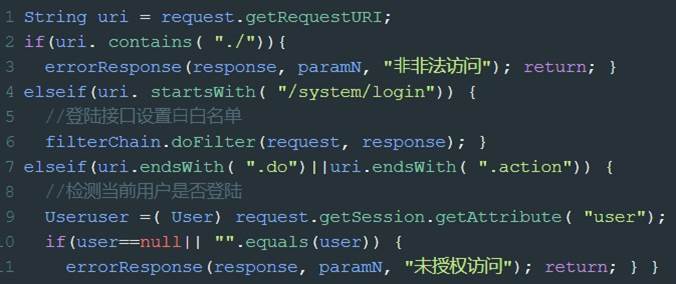 1 String uri = request.getRequestURI;
2 if(uri. contains( "./")){
3 errorResponse(response, paramN, "非非法访问"); return; }
4 elseif(uri. startsWith( "/system/login")) {
5 //登陆接口设置白白名单
6 filterChain.doFilter(request, response); }
7 elseif(uri.endsWith( ".do")||uri.endsWith( ".action")) {
8 //检测当前用户是否登陆
9 Useruser =( User) request.getSession.getAttribute( "user");
10 if(user==null|| "".equals(user)) {
11 errorResponse(response, paramN, "未授权访问"); return; } }